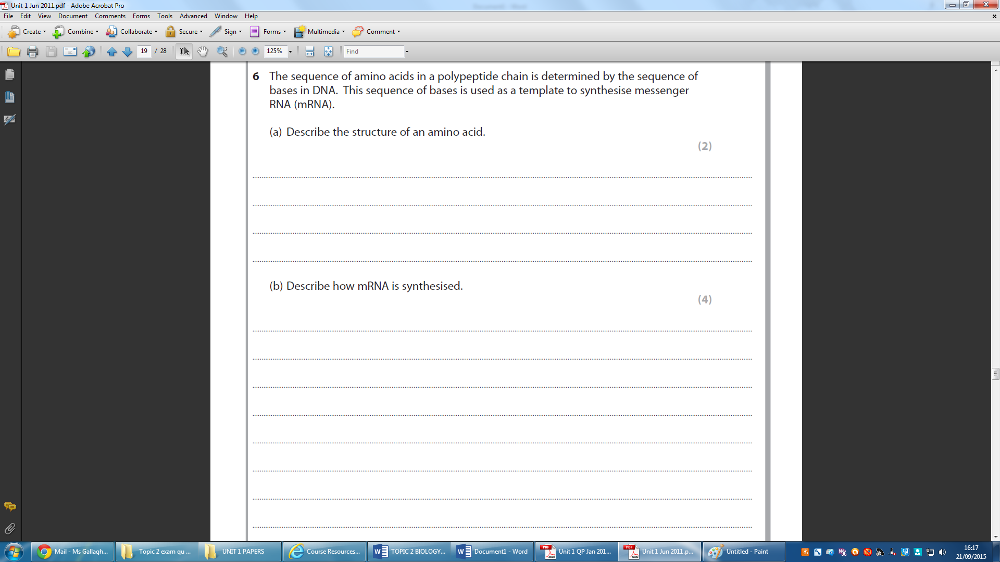 Unit 1 Jun 2011.pdf - Adobe Acrobat Pro
File Edit View Document Comments Forms Tools Advanced Window Help
Create Combine Collaborate Secure Sign Forms Multimedia Comment
19 / 28 125% Find
6 The sequence of amino acids in a polypeptide chain is determined by the sequence of
bases in DNA. This sequence of bases is used as a template to synthesise messenger
RNA (mRNA).
(a) Describe the structure of an amino acid.
(2)
(b) Describe how mRNA is synthesised.
(4)
Mail - Ms Gallagh... Topic 2 exam qu ... UNIT 1 PAPERS Course Resources... TOPIC 2 BIOLOGY... Document1 - Word Unit 1 QP Jan 201... Unit 1 Jun 2011.p... Untitled - Paint
16:17
21/09/2015